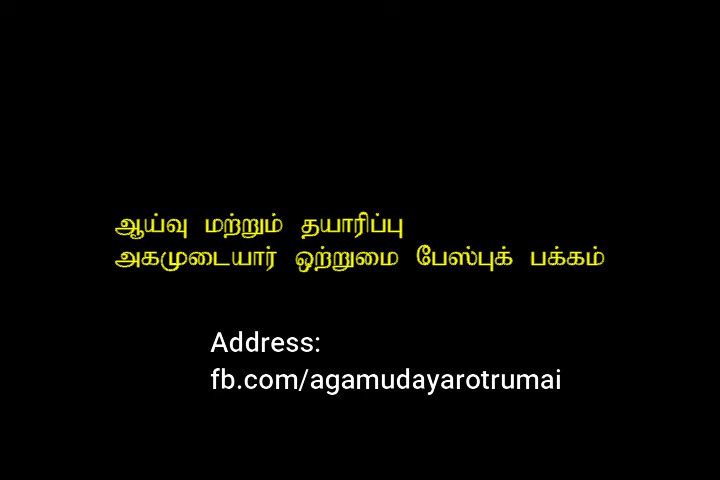 ஆய்வு மற்றும் தயாரிப்பு
அகமுடையார் ஒற்றுமை பேஸ்புக் பக்கம்
Address:
fb.com/agamudayarotrumai